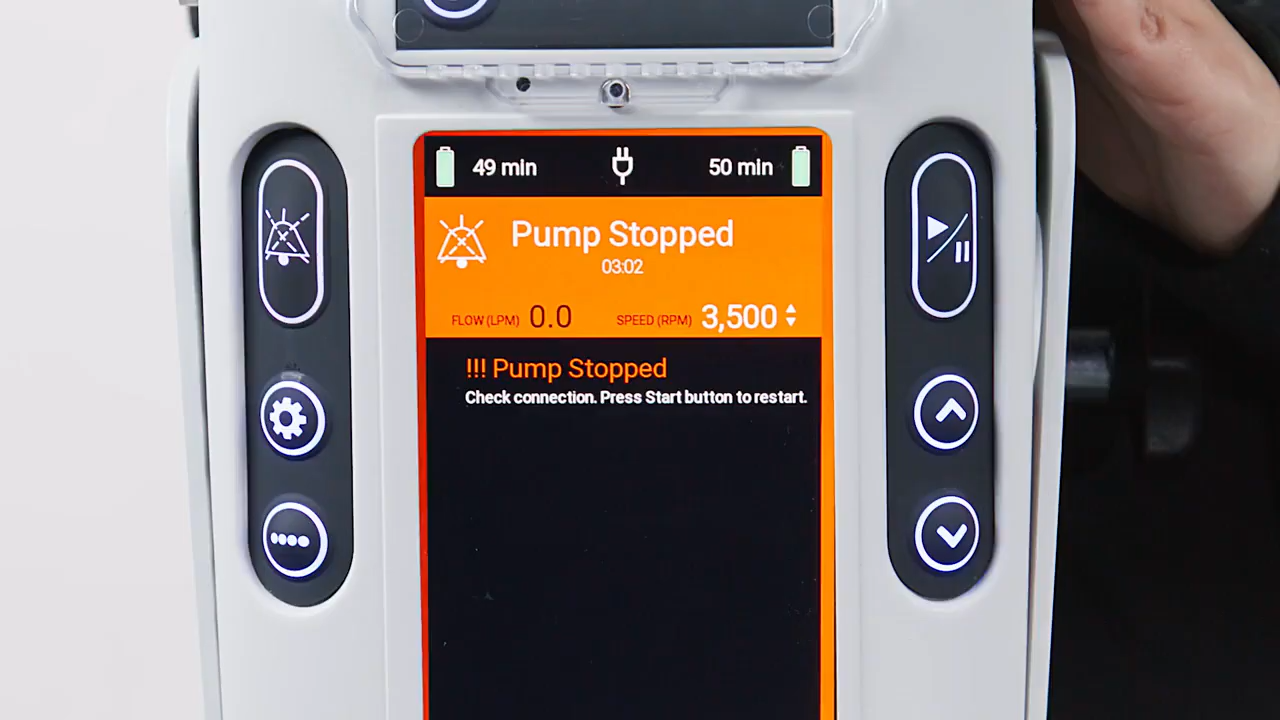 49 min 50 min
Pump Stopped
03:02
FLOW (LPM) 0.0 SPEED (RPM) 3,500
!!! Pump Stopped
Check connection. Press Start button to restart.